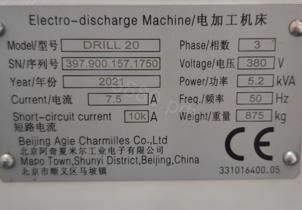 Electro-discharge Machine/电加工机床
Model/型号 DRILL 20 Phase/相数 3
SN/序列号 397.900.157.1750 Voltage/电压 380 V
Year/年份 2021 Power/功率 5.2 kVA
Current/电流 7.5 A Freq./频率 50 Hz
Short-circuit current 10k A Weight/重量 875 kg
短路电流
Beijing Agie Charmilles Co.,Ltd
北京阿奇夏米尔工业电子有限公司
Mapo Town,Shunyi District,Beijing,China
北京市顺义区马坡镇
CE
331016400.05